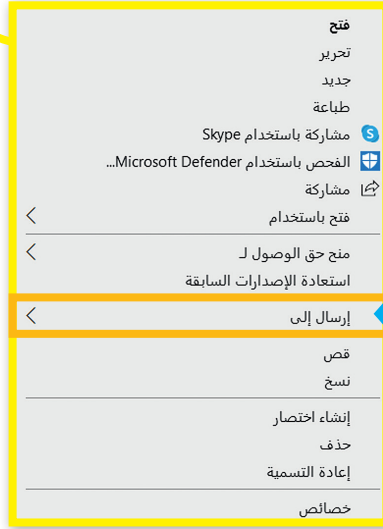 فتح
تحرير
جديد
طباعة
مشاركة باستخدام Skype
الفحص باستخدام Microsoft Defender...
مشاركة
فتح باستخدام
منح حق الوصول لـ
استعادة الإصدارات السابقة
إرسال إلى
قص
نسخ
إنشاء اختصار
حذف
إعادة التسمية
خصائص